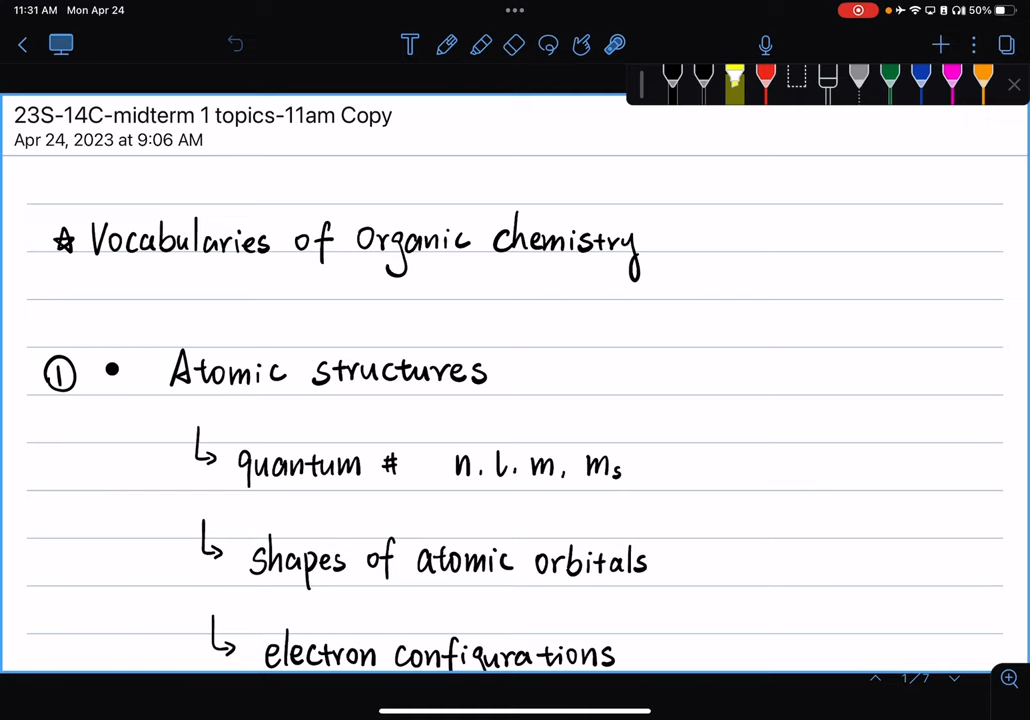 11:31 AM Mon Apr 24
50%
23S-14C-midterm 1 topics-11am Copy
Apr 24, 2023 at 9:06 AM
☆ Vocabularies of Organic chemistry
① • Atomic structures
↳ quantum # n. l. m, ms
↳ shapes of atomic orbitals
↳ electron configurations
1/7